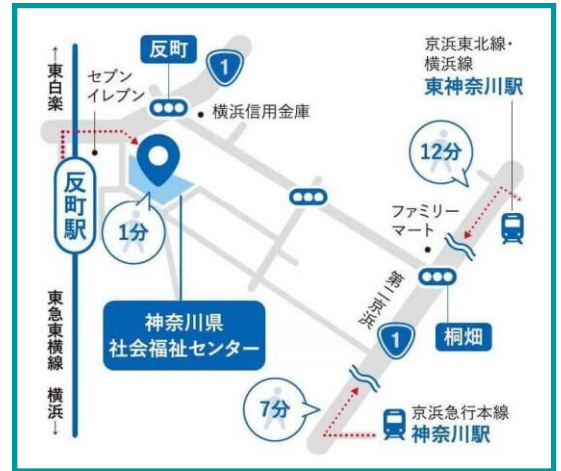 反町
1
京浜東北線・
横浜線
東神奈川駅
↑東白楽
セブン
イレブン
横浜信用金庫
12分
反町駅
1分
ファミリー
マート
第二京浜
神奈川県
社会福祉センター
1
桐畑
東急東横線 横浜↓
7分
京浜急行本線
神奈川駅